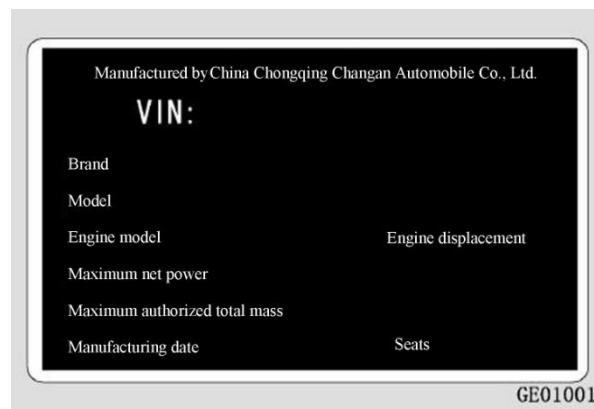 Manufactured by China Chongqing Changan Automobile Co., Ltd.
VIN:
Brand
Model
Engine model Engine displacement
Maximum net power
Maximum authorized total mass
Manufacturing date Seats
GE01001